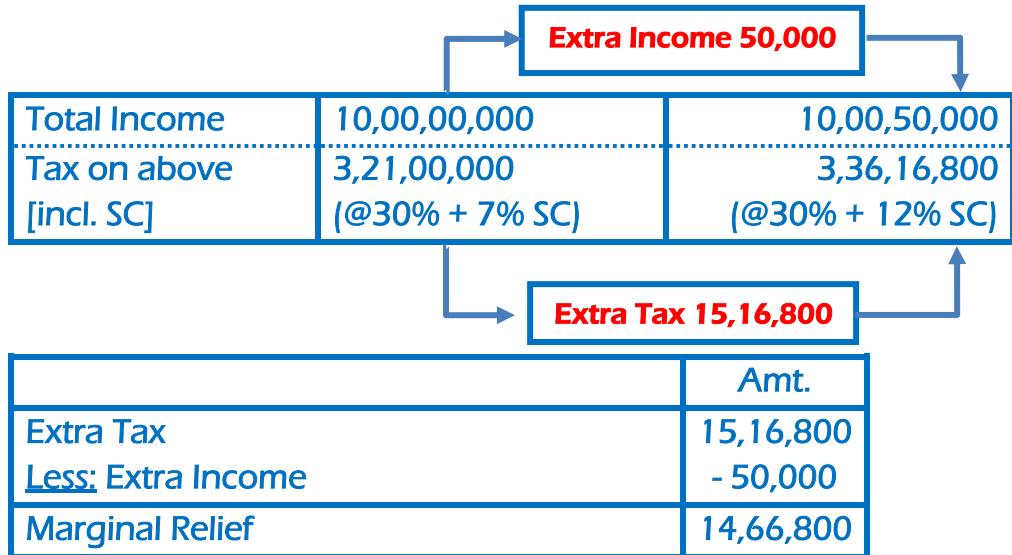 Extra Income 50,000
Total Income 10,00,00,000 10,00,50,000
Tax on above 3,21,00,000 3,36,16,800
[incl. SC] (@30% + 7% SC) (@30% + 12% SC)
Extra Tax 15,16,800
Amt.
Extra Tax 15,16,800
Less: Extra Income - 50,000
Marginal Relief 14,66,800